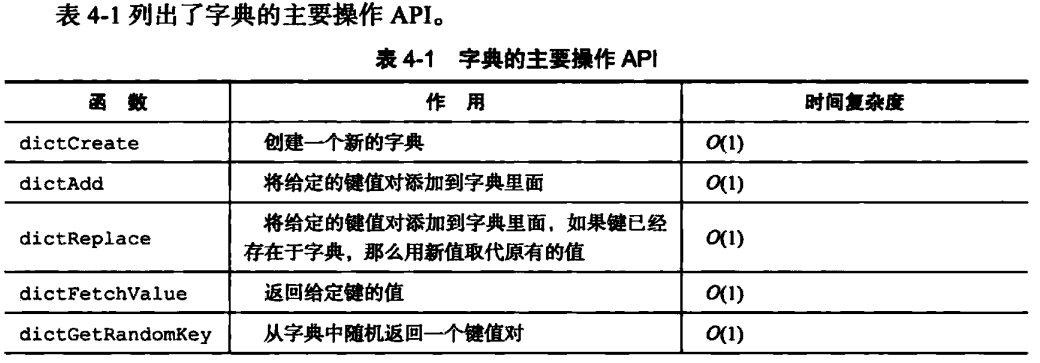 表 4-1 列出了字典的主要操作 API。
表 4-1 字典的主要操作 API
函 数 作 用 时间复杂度
dictCreate 创建一个新的字典 O(1)
dictAdd 将给定的键值对添加到字典里面 O(1)
dictReplace 将给定的键值对添加到字典里面，如果键已经
存在于字典，那么用新值取代原有的值 O(1)
dictFetchValue 返回给定键的值 O(1)
dictGetRandomKey 从字典中随机返回一个键值对 O(1)